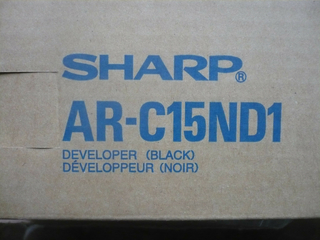 SHARP®
AR-C15ND1
DEVELOPER (BLACK)
DÉVELOPPEUR (NOIR)